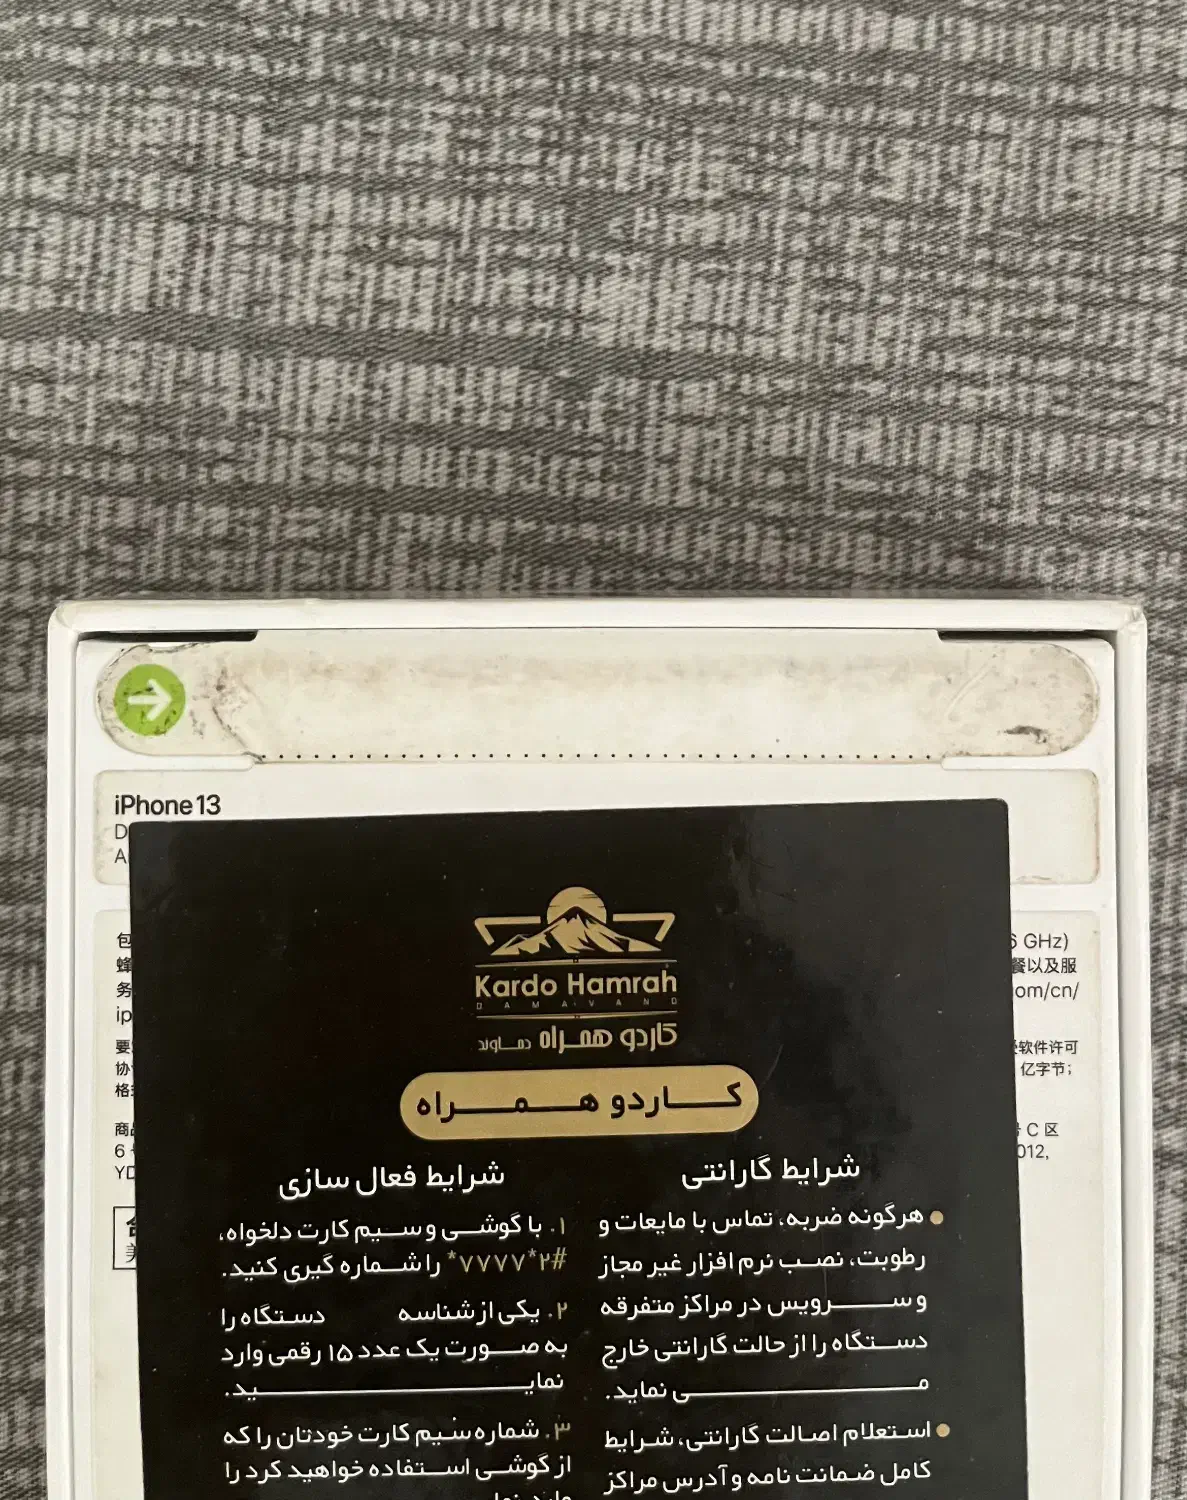 iPhone 13
6 GHz)
餐以及服
务
om/cn/
ip
软件许可
亿字节；
C 区
6
012,
YD
Kardo Hamrah
DAMAVAND
کاردو همراه دماوند
کاردو همراه
شرایط گارانتی
هرگونه ضربه، تماس با مایعات و
رطوبت، نصب نرم افزار غیر مجاز
و سرویس در مراکز متفرقه
دستگاه را از حالت گارانتی خارج
می نماید.
استعلام اصالت گارانتی، شرایط
کامل ضمانت نامه و آدرس مراکز
شرایط فعال سازی
۱. با گوشی و سیم کارت دلخواه،
*۷۷۷۷*۲# را شماره گیری کنید.
۲. یکی از شناسه دستگاه را
به صورت یک عدد ۱۵ رقمی وارد
نمایید.
۳. شماره سیم کارت خودتان را که
از گوشی استفاده خواهید کرد را